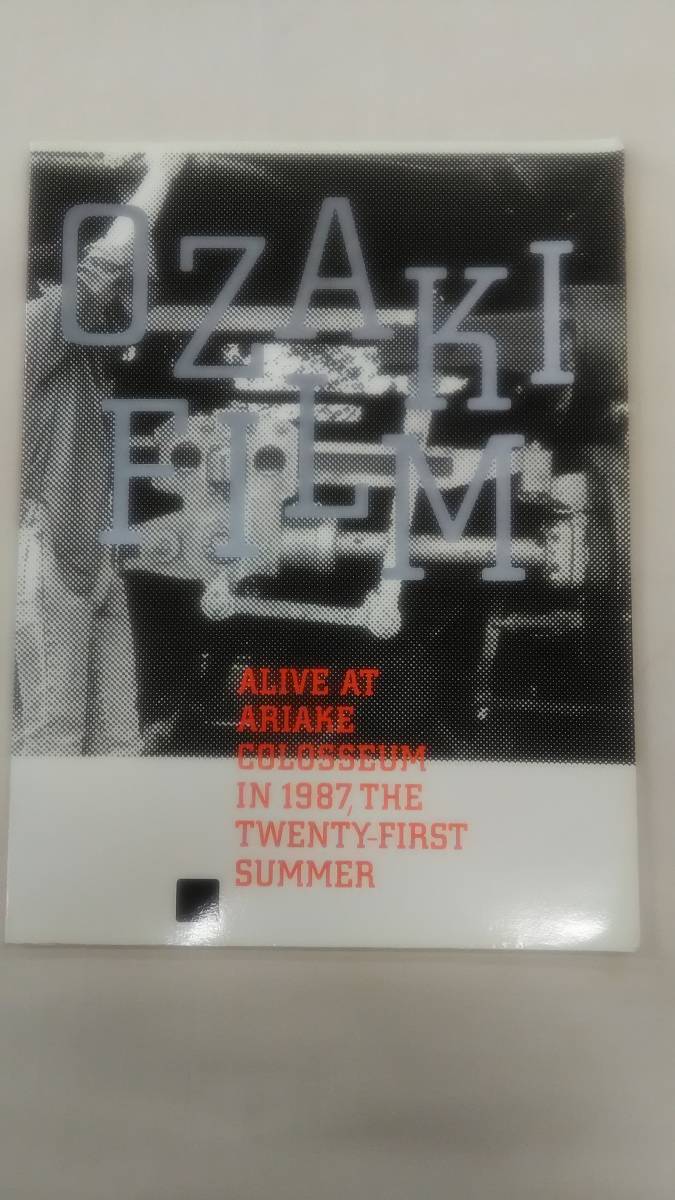 OZAKI
FILM
ALIVE AT
ARIAKE
COLOSSEUM
IN 1987, THE
TWENTY-FIRST
SUMMER